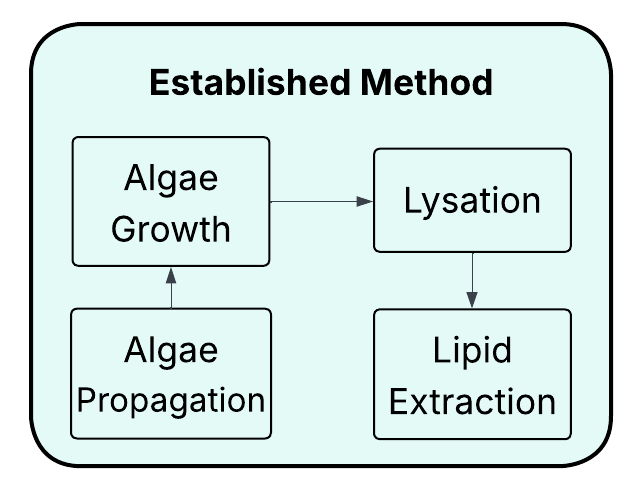 Established Method
Algae
Growth
Lysation
Algae
Propagation
Lipid
Extraction